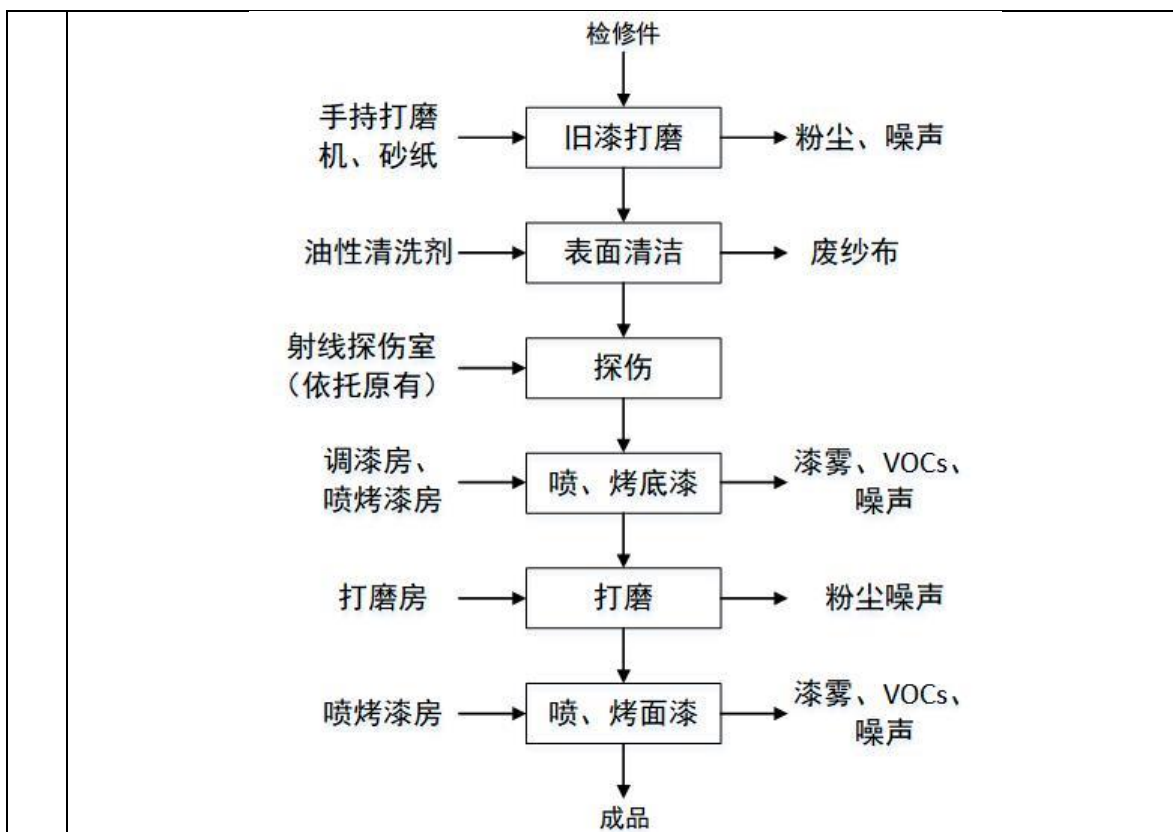 检修件
手持打磨
机、砂纸
旧漆打磨
粉尘、噪声
油性清洗剂
表面清洁
废纱布
射线探伤室
（依托原有）
探伤
调漆房、
喷烤漆房
喷、烤底漆
漆雾、VOCs、
噪声
打磨房
打磨
粉尘噪声
喷烤漆房
喷、烤面漆
漆雾、VOCs、
噪声
成品